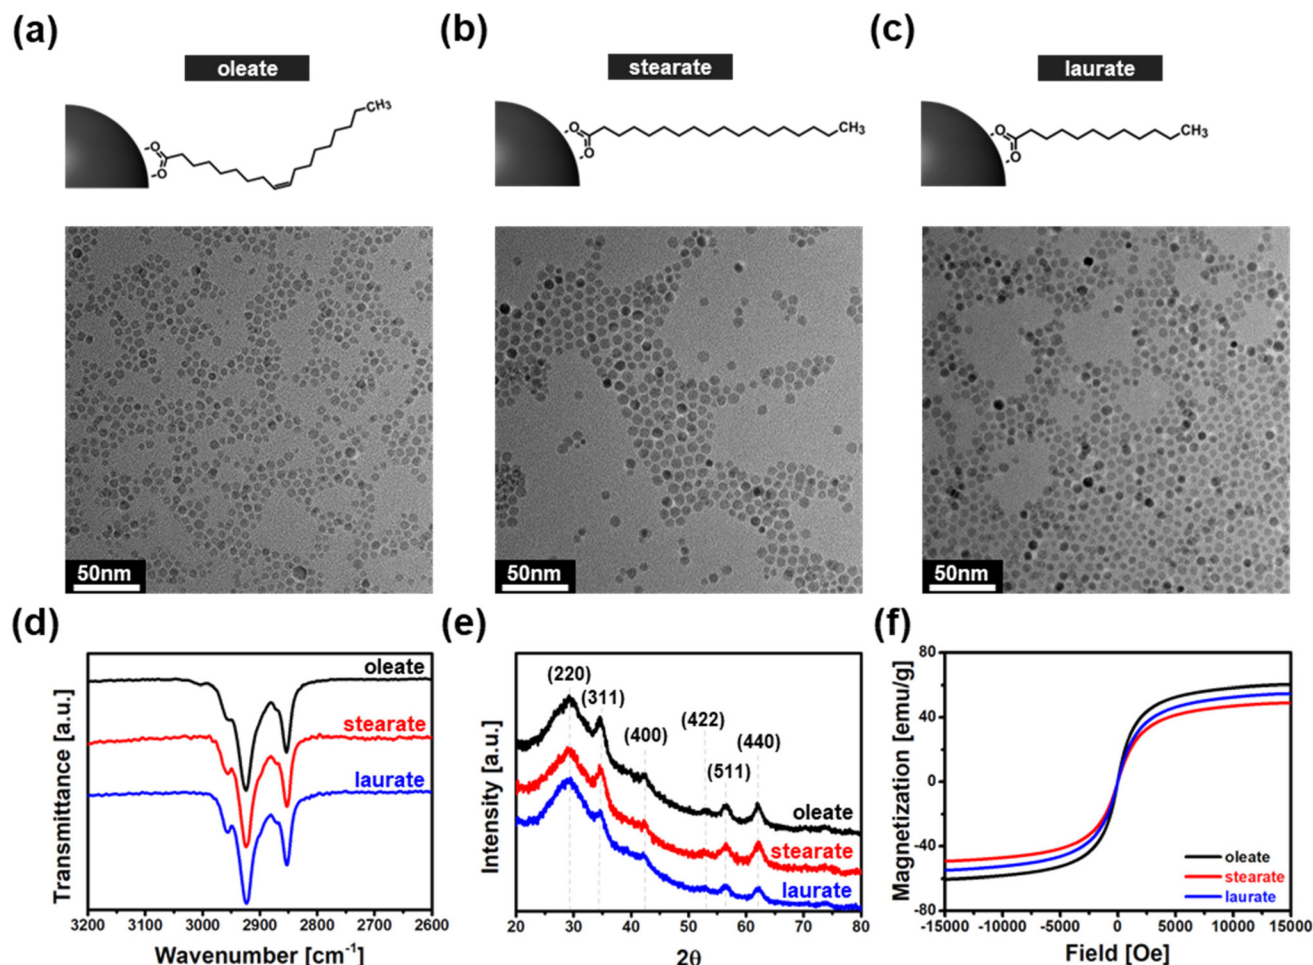 (a)
(b)
(c)
oleate
stearate
laurate
CH3
O
O
CH3
O
O
CH3
O
O
50nm
50nm
50nm
(d)
Transmittance [a.u.]
oleate
stearate
laurate
3200 3100 3000 2900 2800 2700 2600
Wavenumber [cm-1]
(e)
Intensity [a.u.]
(220)
(311)
(400)
(422)
(511)
(440)
oleate
stearate
laurate
20 30 40 50 60 70 80
2θ
(f)
Magnetization [emu/g]
80
40
0
-40
-80
oleate
stearate
laurate
-15000 -10000 -5000 0 5000 10000 15000
Field [Oe]